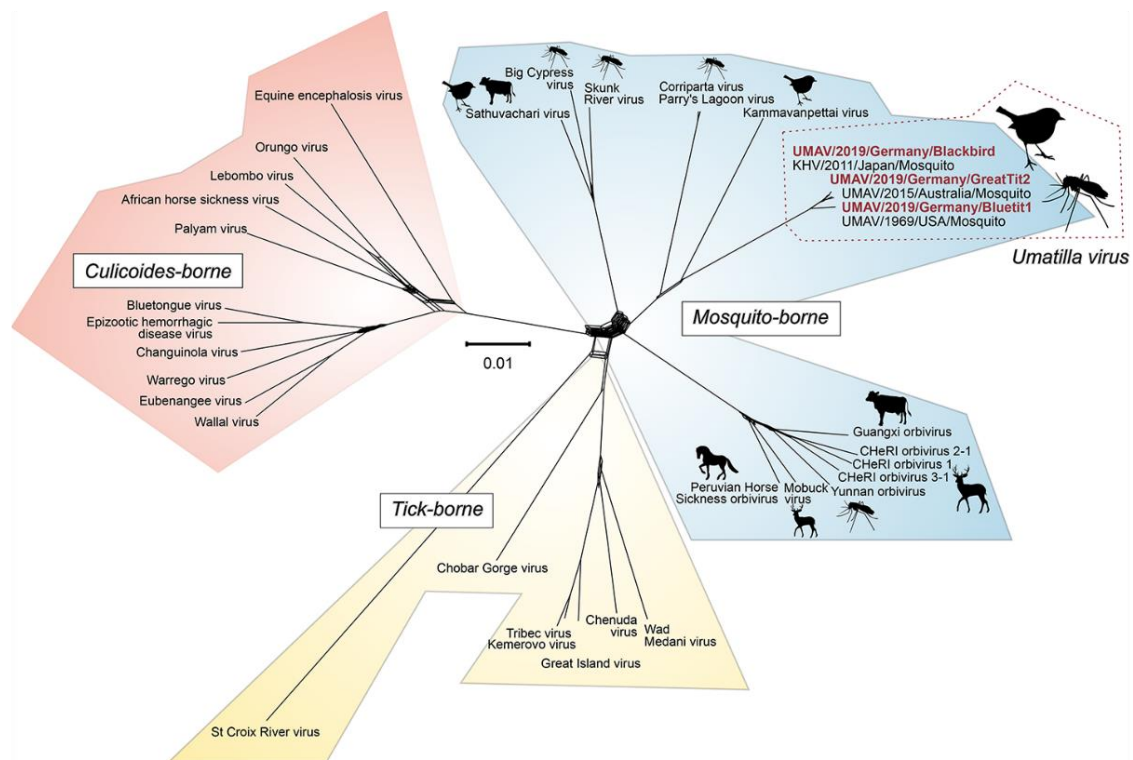 Equine encephalosis virus
Orungo virus
Lebombo virus
African horse sickness virus
Palyam virus
Culicoides-borne
Bluetongue virus
Epizootic hemorrhagic
disease virus
Changuinola virus
Warrego virus
Eubenangee virus
Wallal virus
0.01
Big Cypress
virus
Skunk
River virus
Sathuvachari virus
Corriparta virus
Parry's Lagoon virus
Kammavanpettai virus
UMAV/2019/Germany/Blackbird
KHV/2011/Japan/Mosquito
UMAV/2019/Germany/GreatTit2
UMAV/2015/Australia/Mosquito
UMAV/2019/Germany/Bluetit1
UMAV/1969/USA/Mosquito
Umatilla virus
Mosquito-borne
Guangxi orbivirus
CHeRI orbivirus 2-1
CHeRI orbivirus 1
CHeRI orbivirus 3-1
Yunnan orbivirus
Mobuck
virus
Peruvian Horse
Sickness orbivirus
Tick-borne
Chobar Gorge virus
Tribec virus
Kemerovo virus
Great Island virus
Chenuda
virus
Wad
Medani virus
St Croix River virus